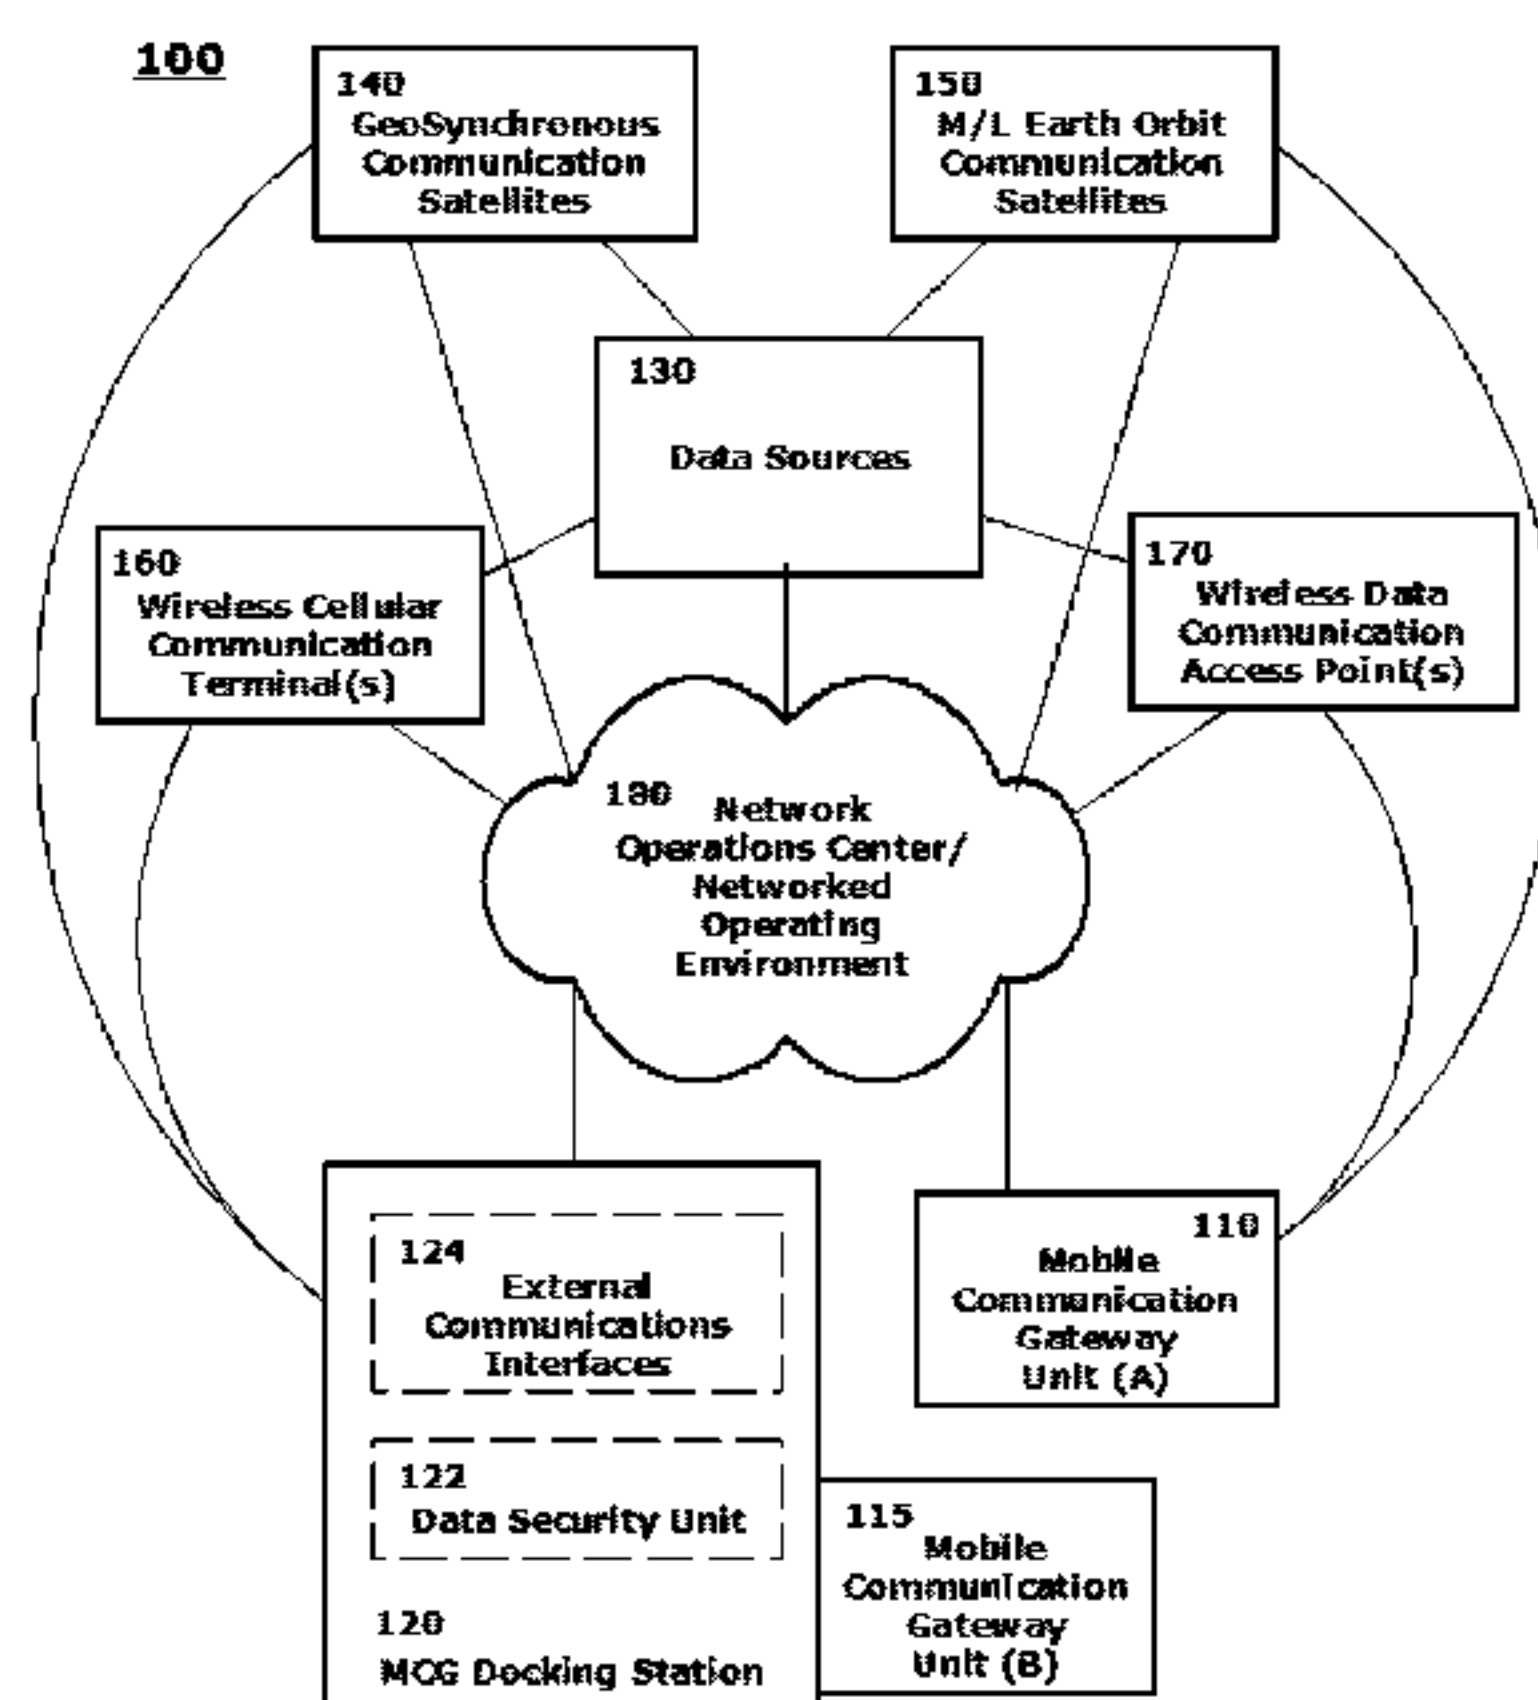 100
140
GeoSynchronous
Communication
Satellites
150
M/L Earth Orbit
Communication
Satellites
130
Data Sources
160
Wireless Cellular
Communication
Terminal(s)
170
Wireless Data
Communication
Access Point(s)
180 Network
Operations Center/
Networked
Operating
Environment
124
External
Communications
Interfaces
110
Mobile
Communication
Gateway
Unit (A)
122
Data Security Unit
115
Mobile
Communication
Gateway
Unit (B)
120
MCG Docking Station